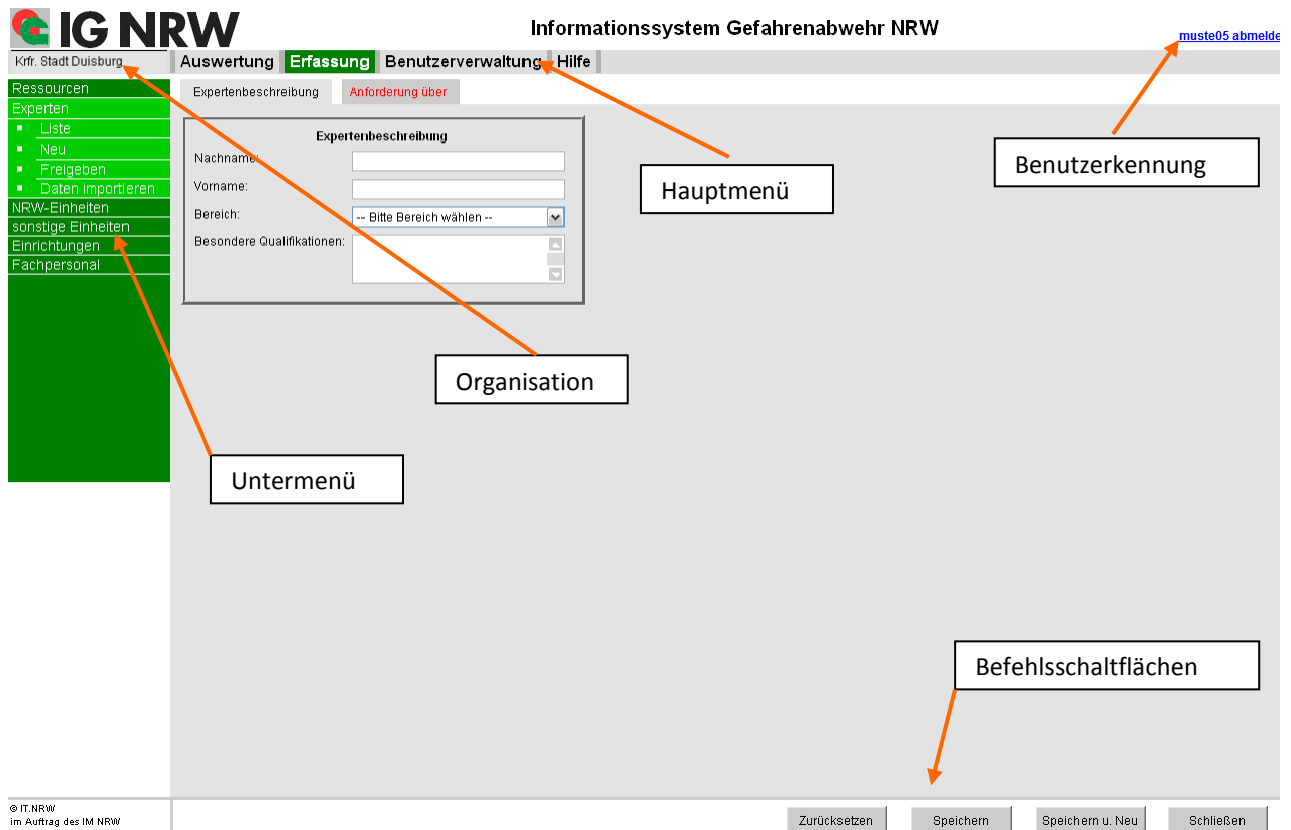 IG NRW
Informationssystem Gefahrenabwehr NRW
muste05 abmelde
Krfr. Stadt Duisburg
Auswertung Erfassung Benutzerverwaltung Hilfe
Ressourcen
Experten
Liste
Neu
Freigeben
Daten importieren
NRW-Einheiten
sonstige Einheiten
Einrichtungen
Fachpersonal
Expertenbeschreibung Anforderung über
Expertenbeschreibung
Nachname:
Vorname:
Bereich: -- Bitte Bereich wählen --
Besondere Qualifikationen:
Benutzerkennung
Hauptmenü
Organisation
Untermenü
Befehlsschaltflächen
© IT.NRW
im Auftrag des IM NRW
Zurücksetzen Speichern Speichern u. Neu Schließen